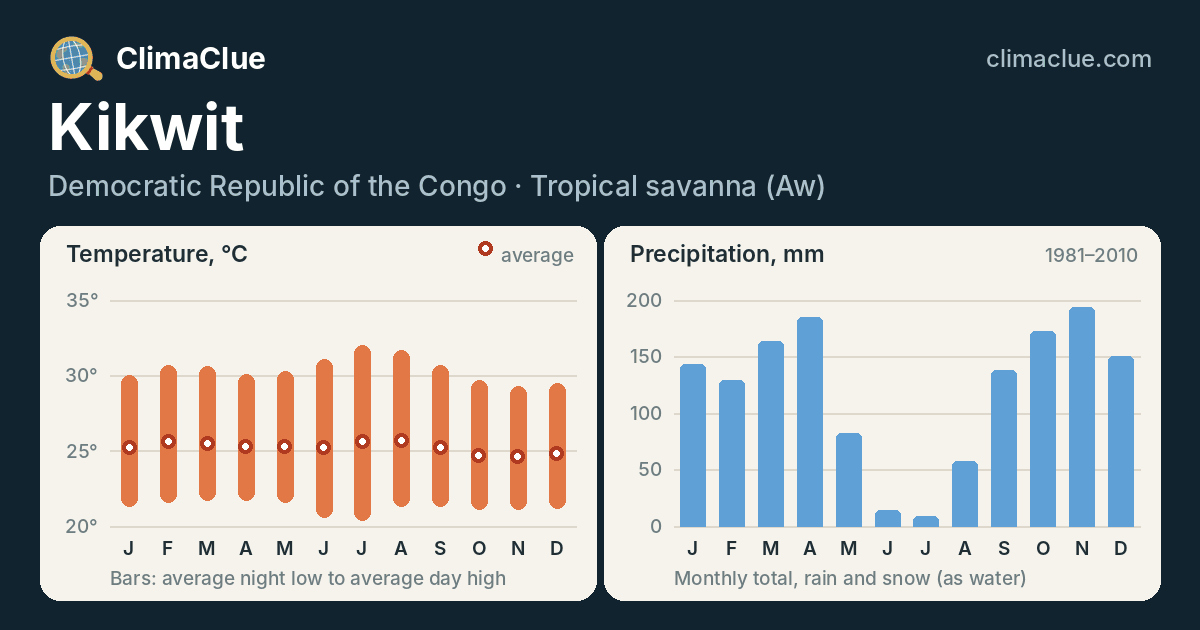 ClimaClue
climaclue.com
Kikwit
Democratic Republic of the Congo · Tropical savanna (Aw)
Temperature, °C
average
35°
30°
25°
20°
J F M A M J J A S O N D
Bars: average night low to average day high
Precipitation, mm
1981–2010
200
150
100
50
0
J F M A M J J A S O N D
Monthly total, rain and snow (as water)